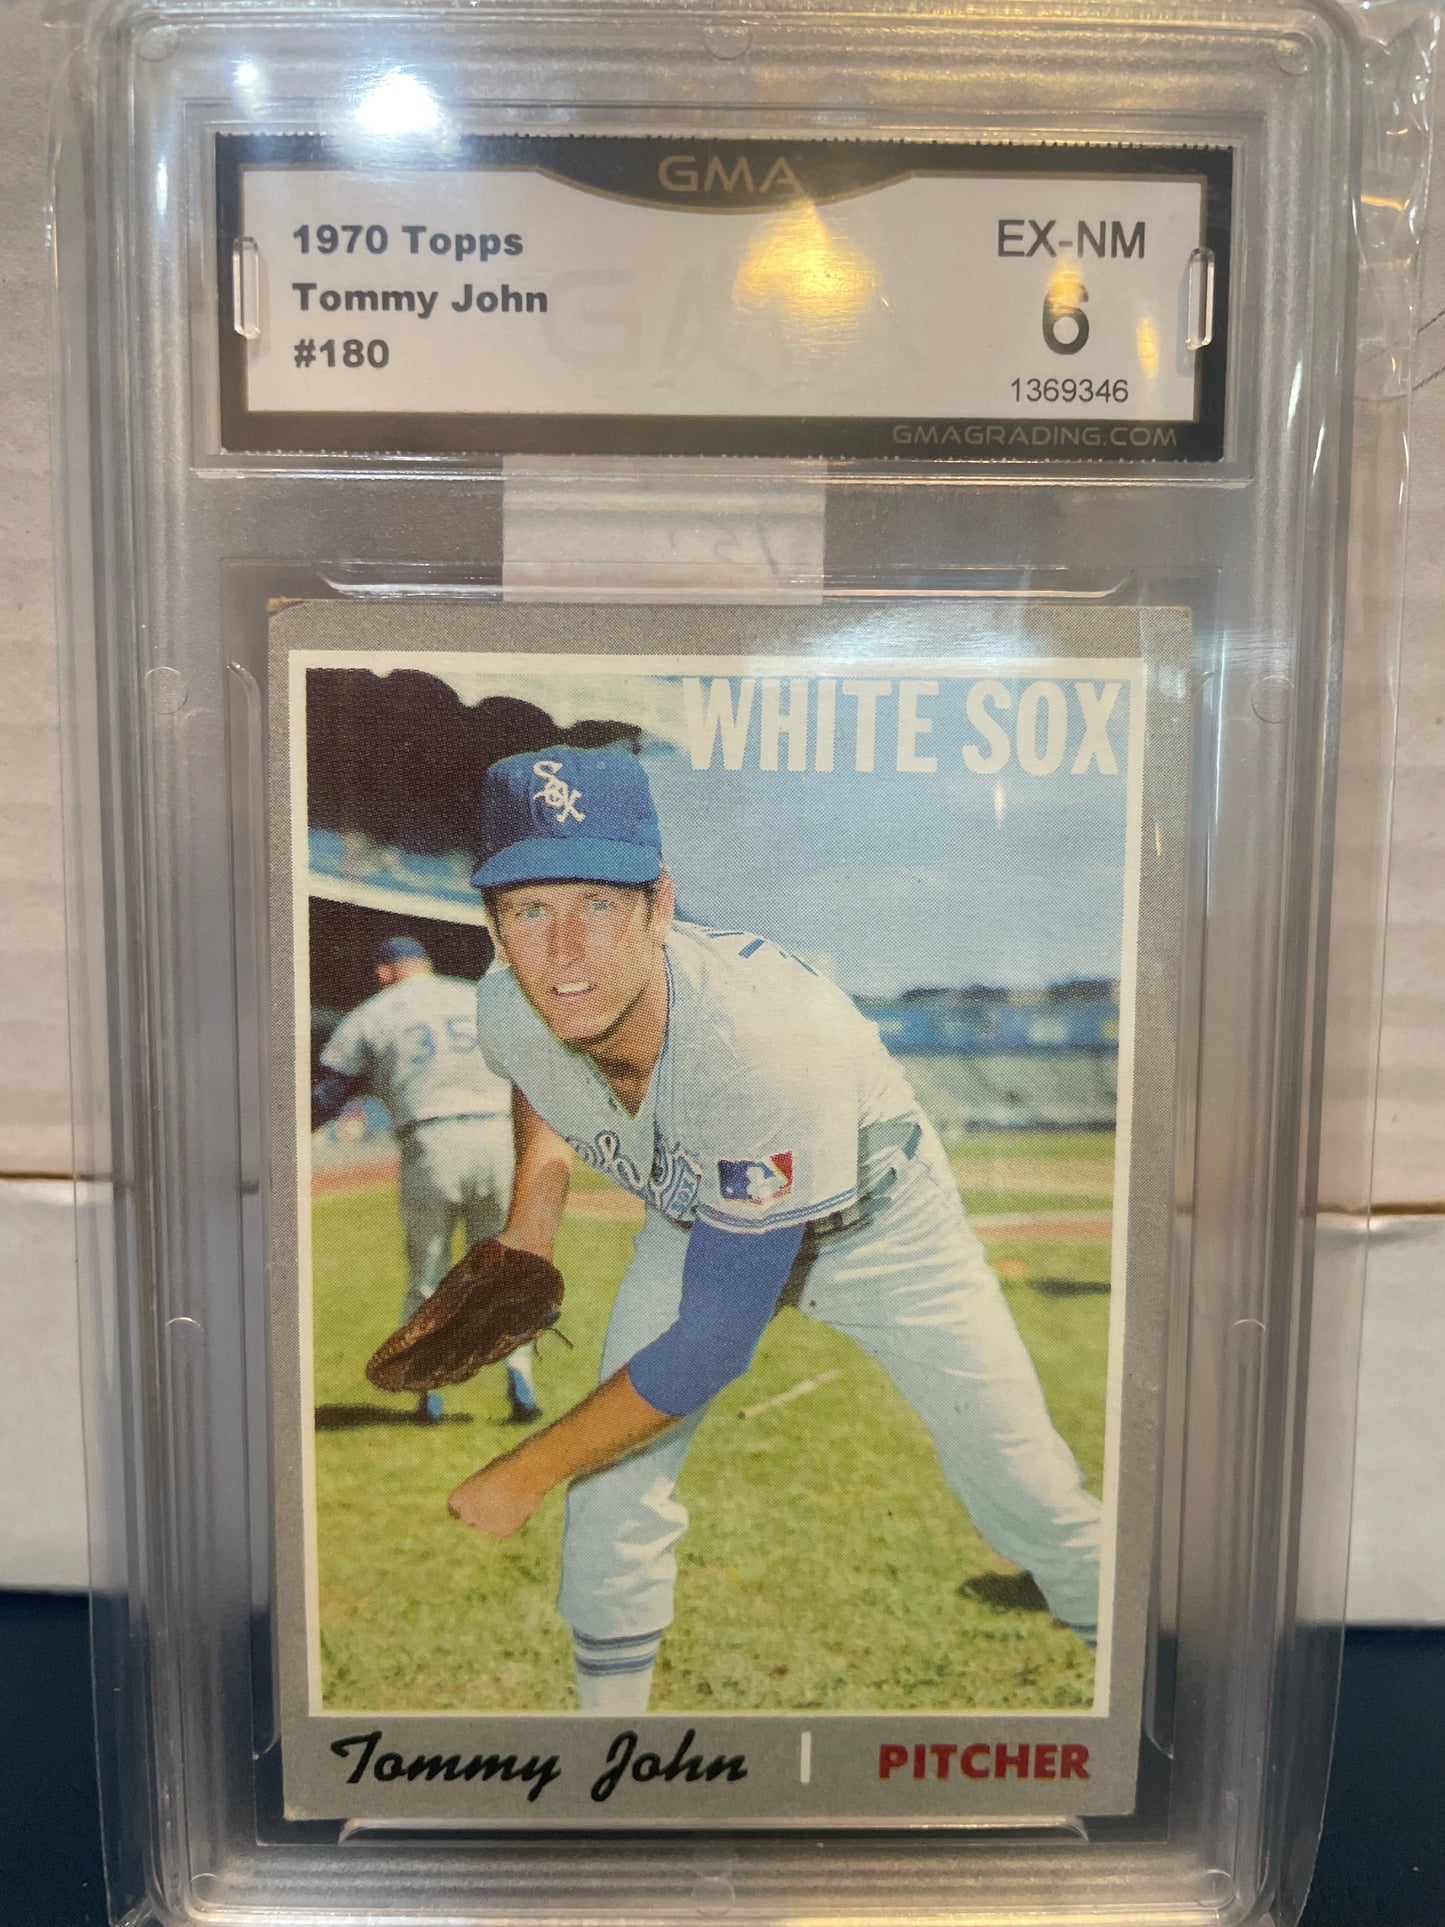 GMA
1970 Topps
Tommy John
#180
EX-NM
6
1369346
GMAGRADING.COM
WHITE SOX
Sox
35
Tommy John | PITCHER